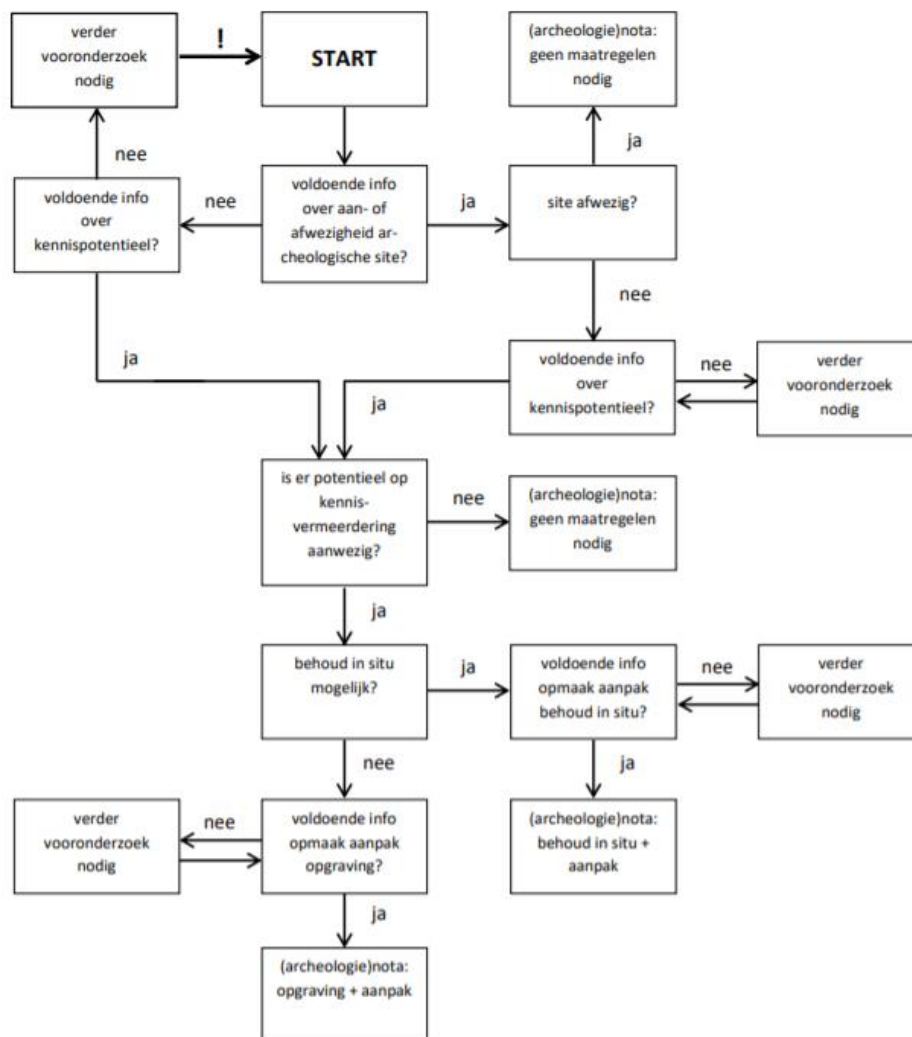 verder
vooronderzoek
nodig
!
START
(archeologie)nota:
geen maatregelen
nodig
nee
ja
voldoende info
over
kennispotentieel?
nee
voldoende info
over aan- of
afwezigheid ar-
cheologische site?
ja
site afwezig?
nee
ja
voldoende info
over
kennispotentieel?
nee
verder
vooronderzoek
nodig
ja
is er potentieel op
kennis-
vermeerdering
aanwezig?
nee
(archeologie)nota:
geen maatregelen
nodig
ja
behoud in situ
mogelijk?
ja
voldoende info
opmaak aanpak
behoud in situ?
nee
verder
vooronderzoek
nodig
nee
ja
verder
vooronderzoek
nodig
nee
voldoende info
opmaak aanpak
opgraving?
(archeologie)nota:
behoud in situ +
aanpak
ja
(archeologie)nota:
opgraving + aanpak